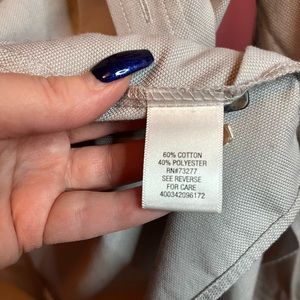 60% COTTON
40% POLYESTER
RN#73277
SEE REVERSE
FOR CARE
400342096172